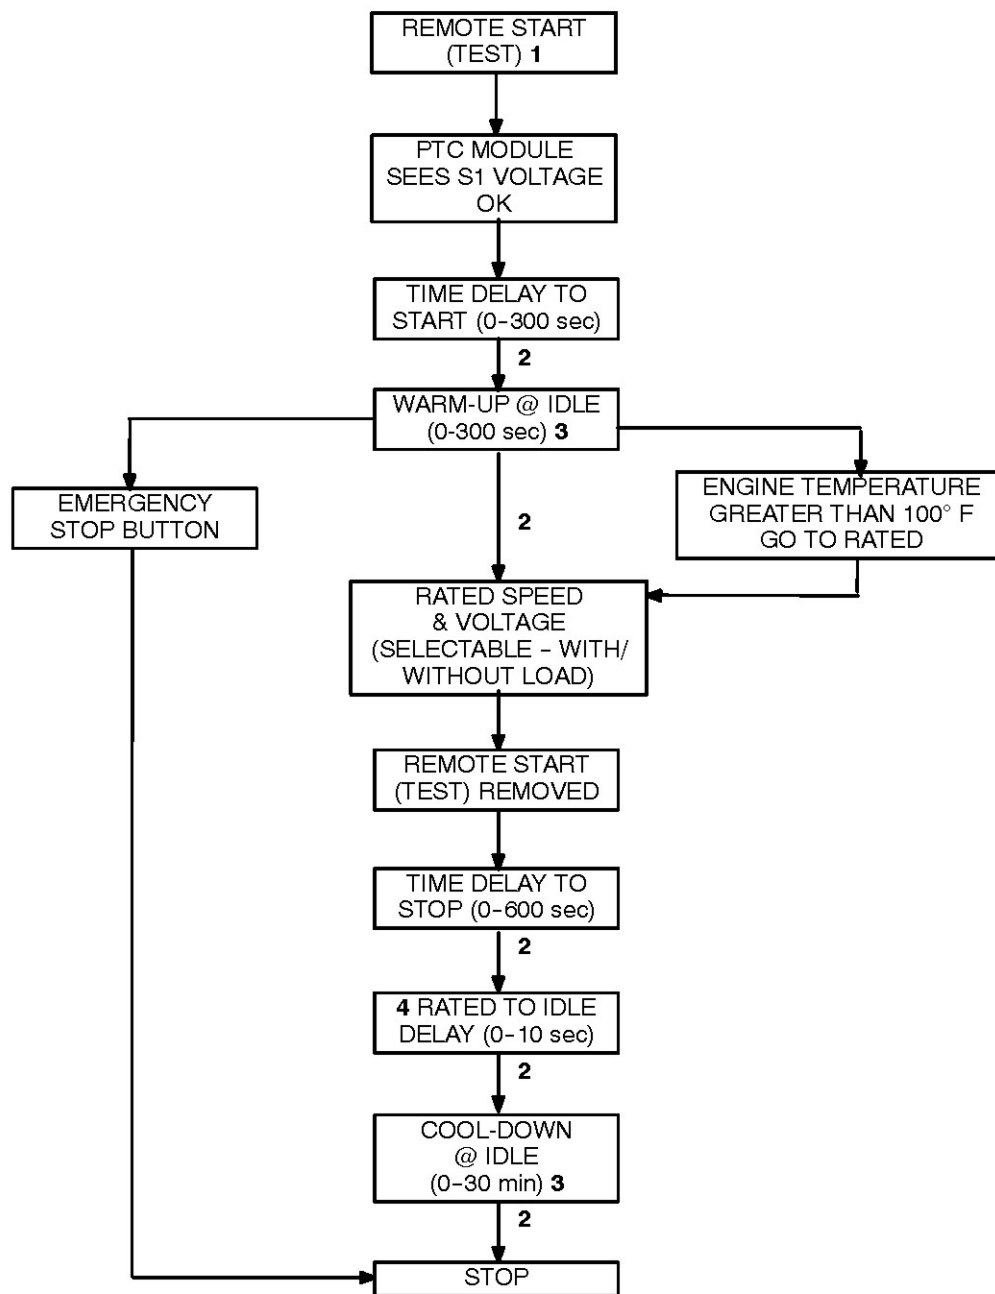 REMOTE START
(TEST) 1
PTC MODULE
SEES S1 VOLTAGE
OK
TIME DELAY TO
START (0–300 sec)
2
WARM-UP @ IDLE
(0-300 sec) 3
EMERGENCY
STOP BUTTON
2
ENGINE TEMPERATURE
GREATER THAN 100° F
GO TO RATED
RATED SPEED
& VOLTAGE
(SELECTABLE – WITH/
WITHOUT LOAD)
REMOTE START
(TEST) REMOVED
TIME DELAY TO
STOP (0–600 sec)
2
4 RATED TO IDLE
DELAY (0–10 sec)
2
COOL-DOWN
@ IDLE
(0–30 min) 3
2
STOP